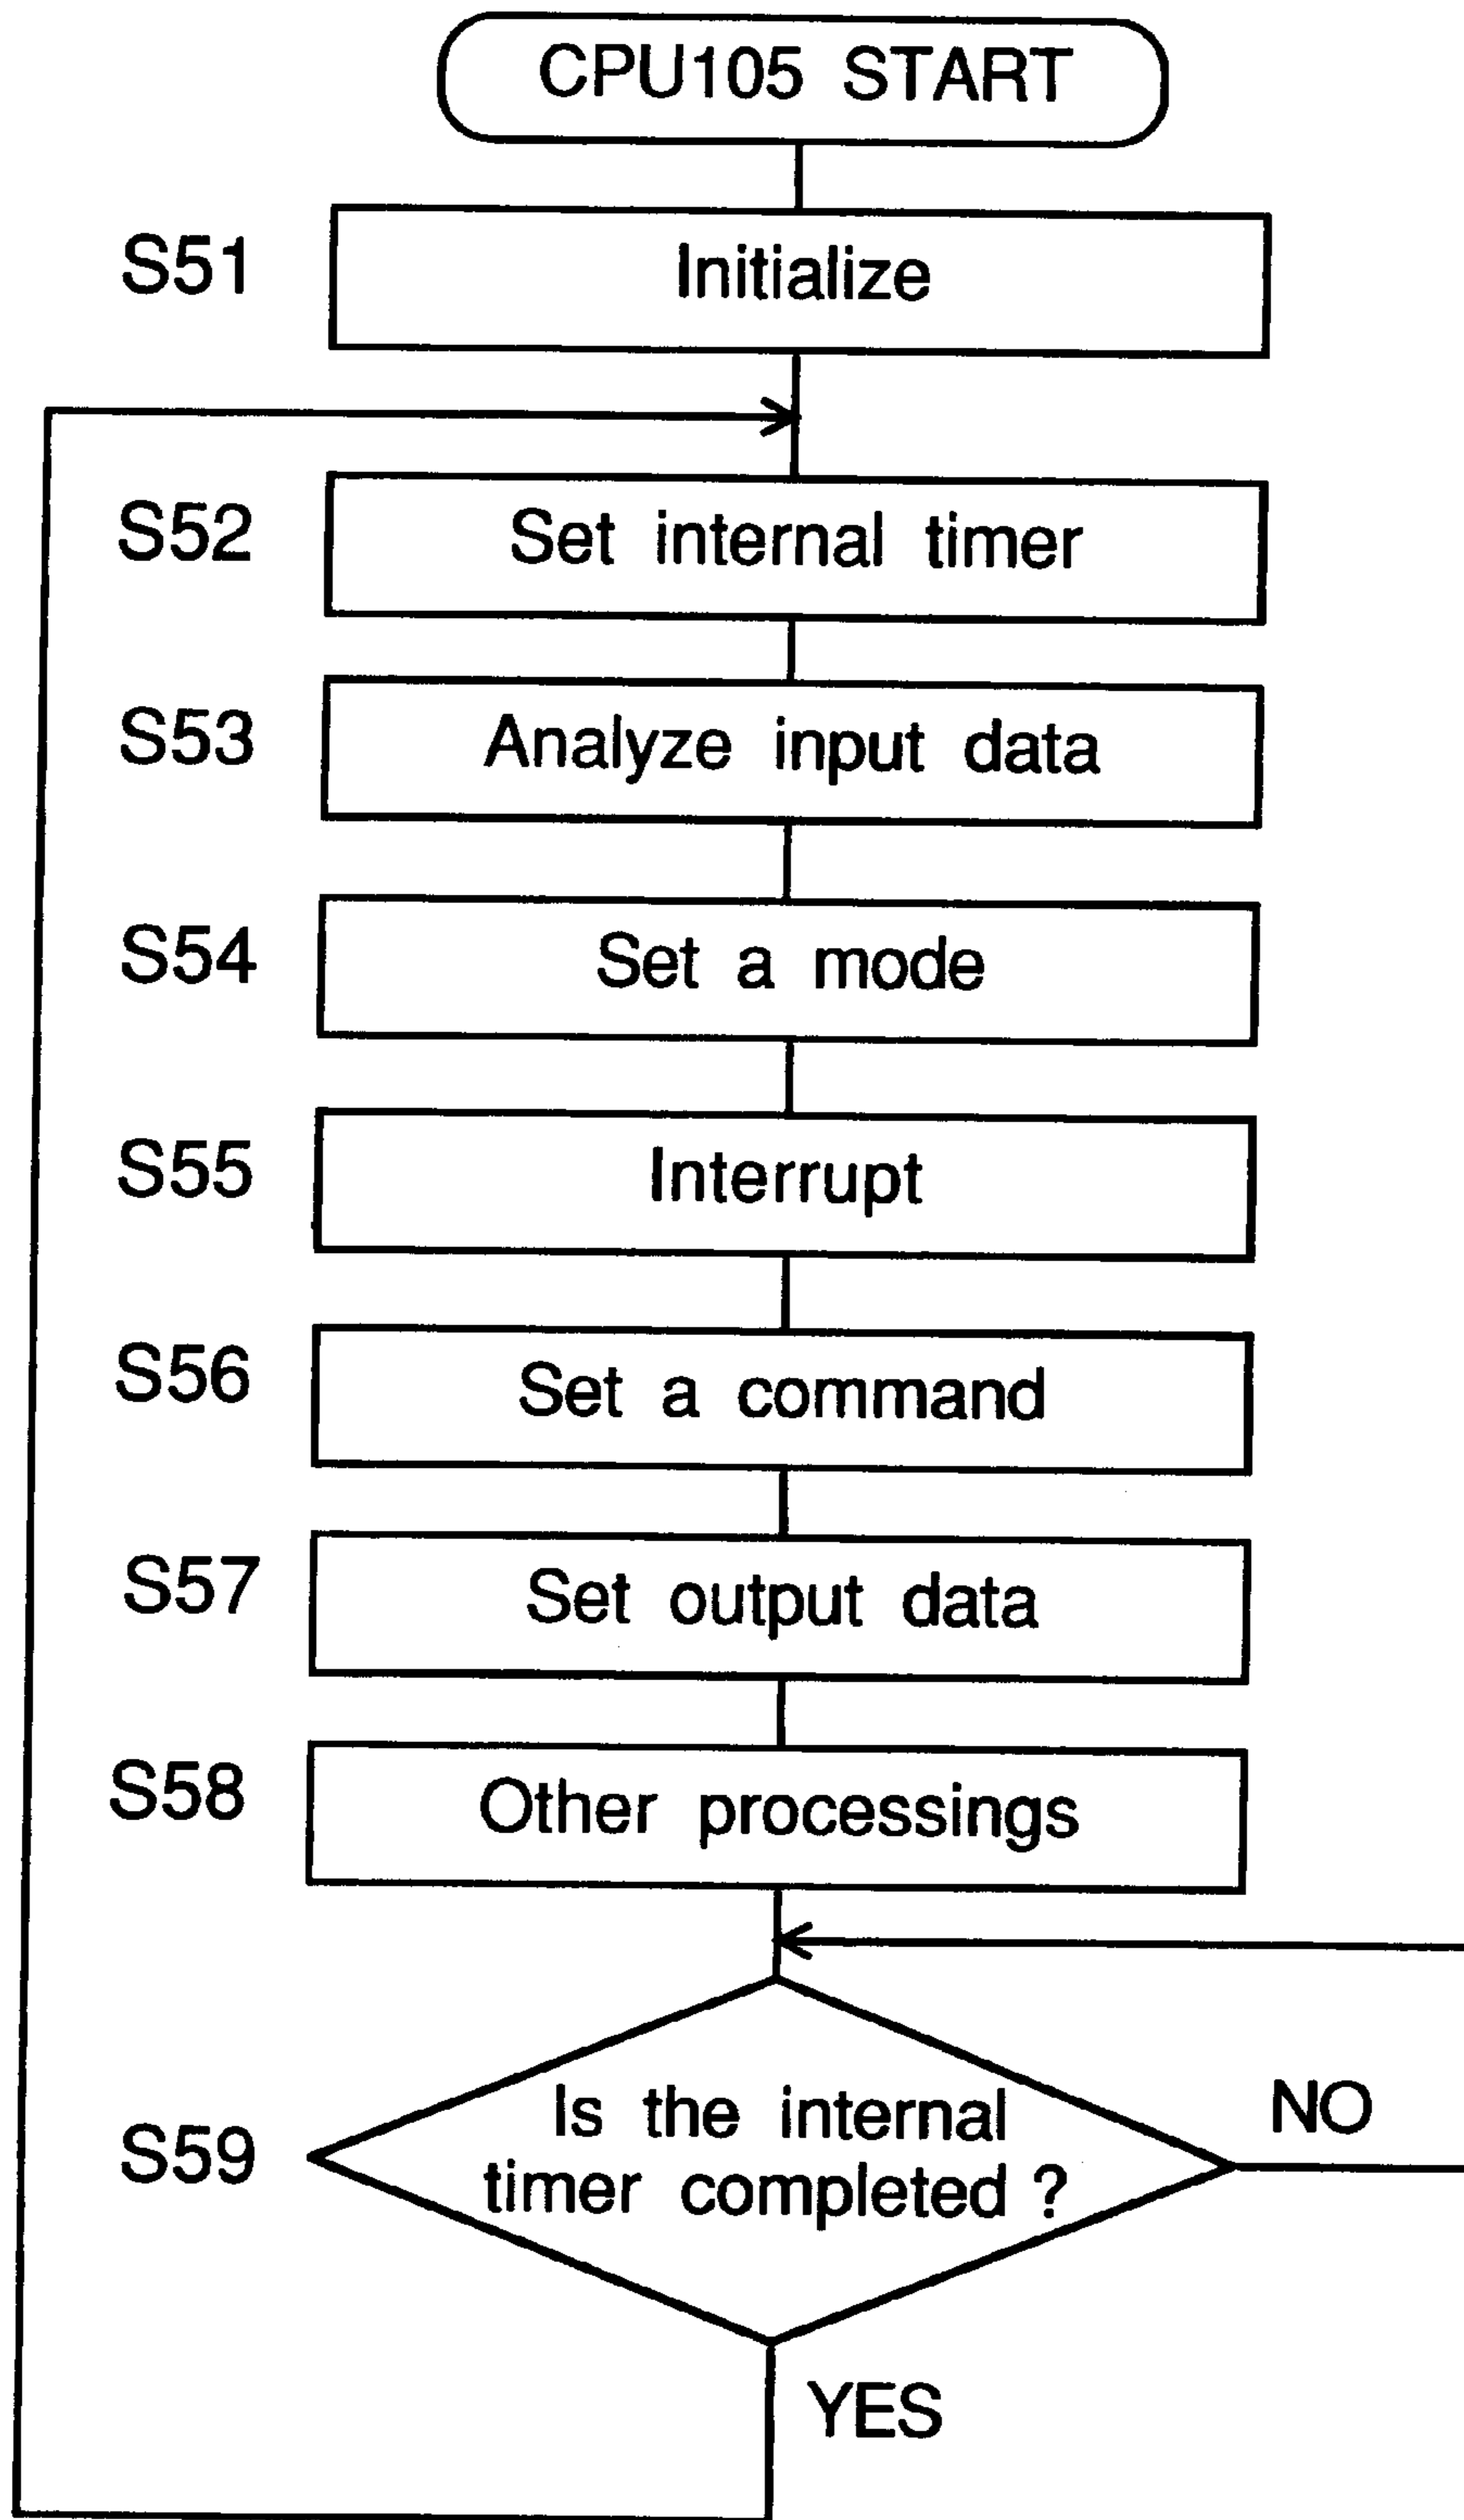 CPU105 START
S51
Initialize
S52
Set internal timer
S53
Analyze input data
S54
Set a mode
S55
Interrupt
S56
Set a command
S57
Set output data
S58
Other processings
S59
Is the internal
timer completed ?
NO
YES